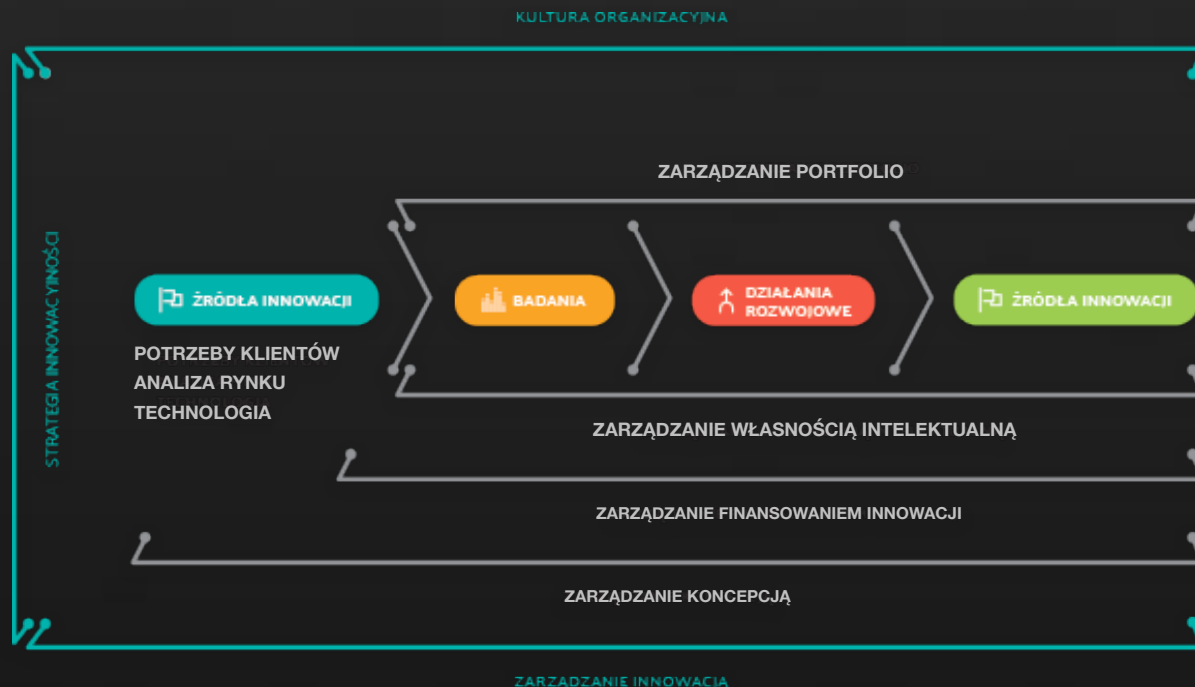 KULTURA ORGANIZACYJNA
ZARZĄDZANIE PORTFOLIO
STRATEGIA INNOWACYJNOŚCI
ŹRÓDŁA INNOWACJI
BADANIA
DZIAŁANIA
ROZWOJOWE
ŹRÓDŁA INNOWACJI
POTRZEBY KLIENTÓW
ANALIZA RYNKU
TECHNOLOGIA
ZARZĄDZANIE WŁASNOŚCIĄ INTELEKTUALNĄ
ZARZĄDZANIE FINANSOWANIEM INNOWACJI
ZARZĄDZANIE KONCEPCJĄ
ZARZĄDZANIE INNOWACJĄ